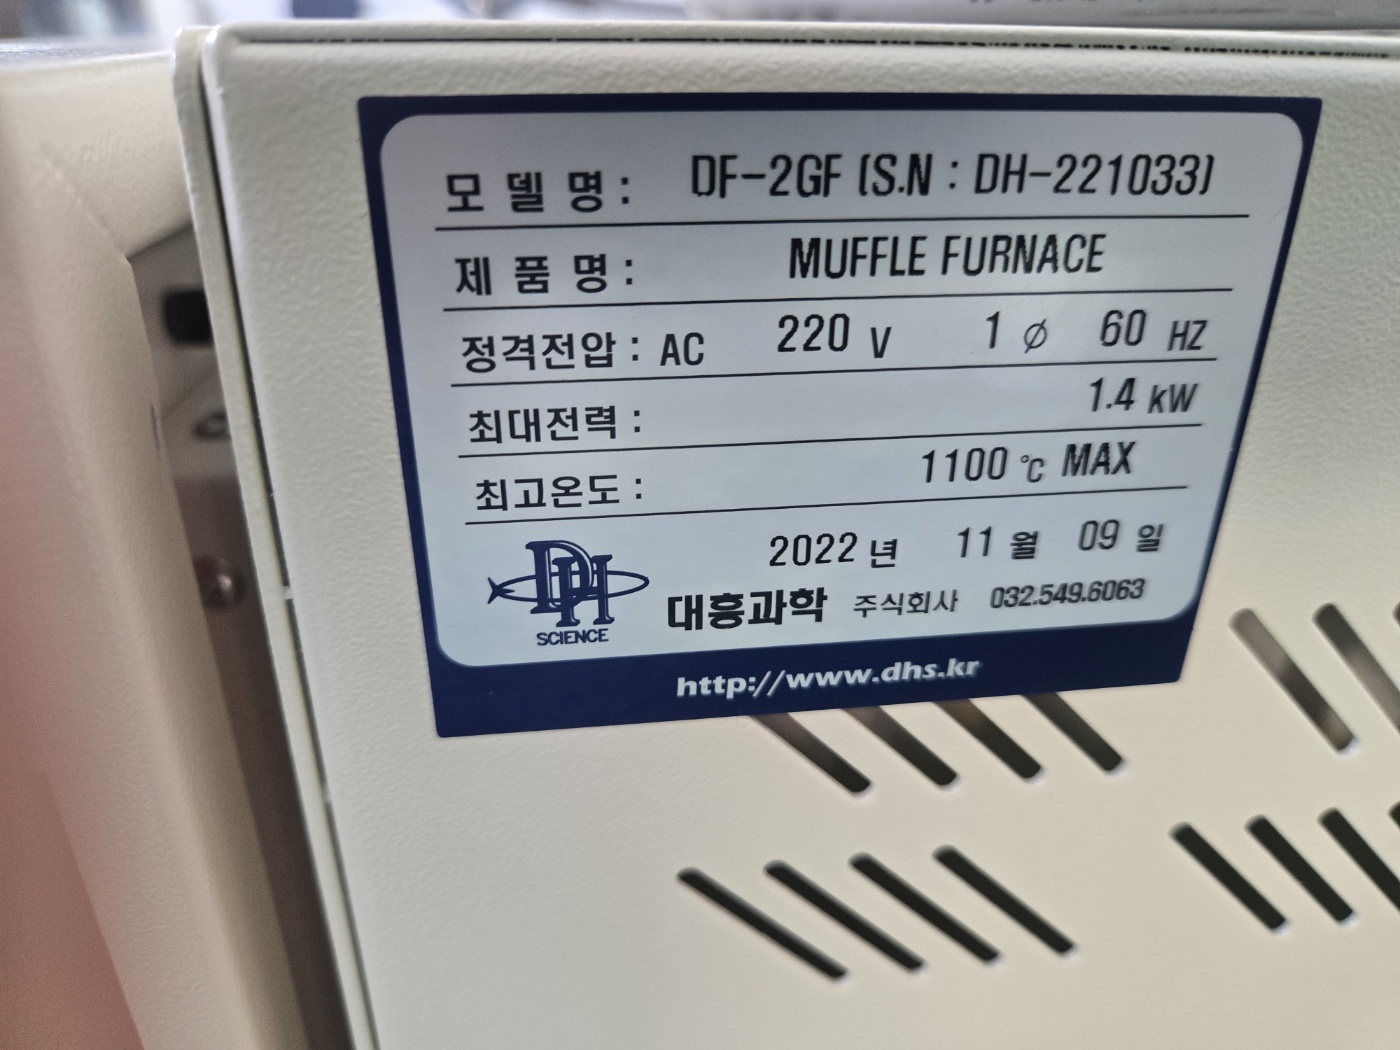 모 델 명 : DF-2GF (S.N : DH-221033)
제 품 명 : MUFFLE FURNACE
정격전압 : AC 220 V 1 Ø 60 HZ
최대전력 : 1.4 kW
최고온도 : 1100 ℃ MAX
2022 년 11 월 09 일
DH SCIENCE
대흥과학 주식회사 032.549.6063
http://www.dhs.kr